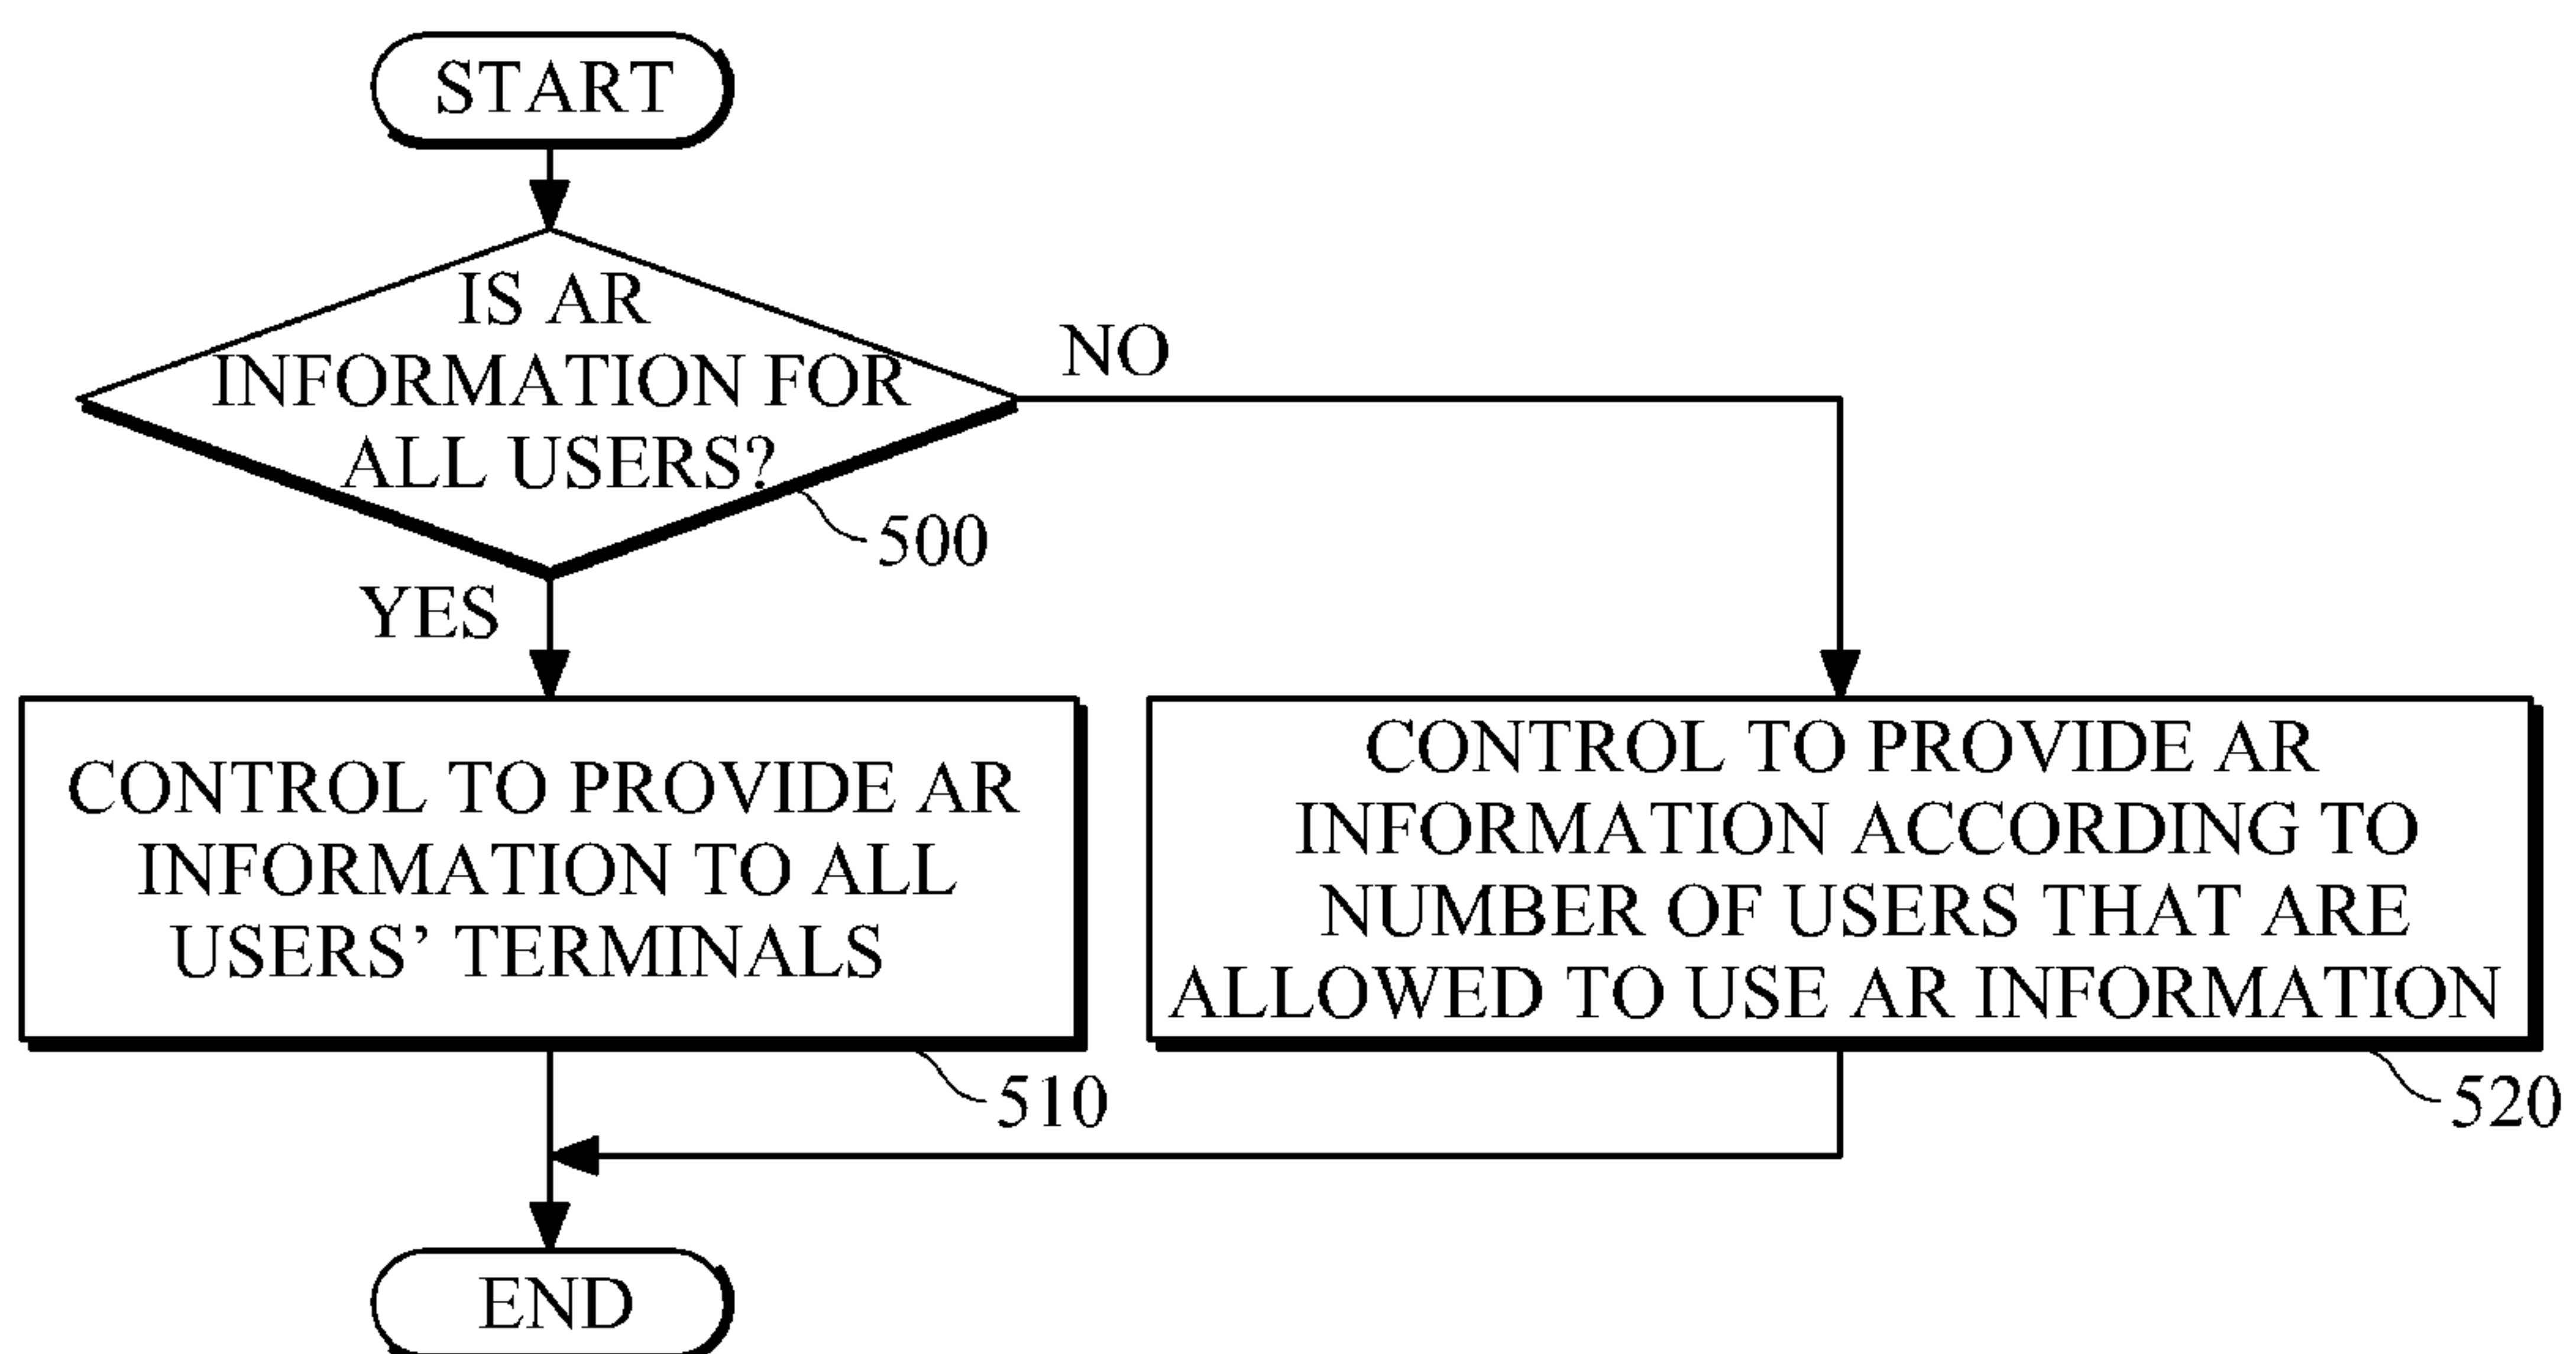 START
IS AR
INFORMATION FOR
ALL USERS?
NO
500
YES
CONTROL TO PROVIDE AR
INFORMATION TO ALL
USERS’ TERMINALS
510
CONTROL TO PROVIDE AR
INFORMATION ACCORDING TO
NUMBER OF USERS THAT ARE
ALLOWED TO USE AR INFORMATION
520
END